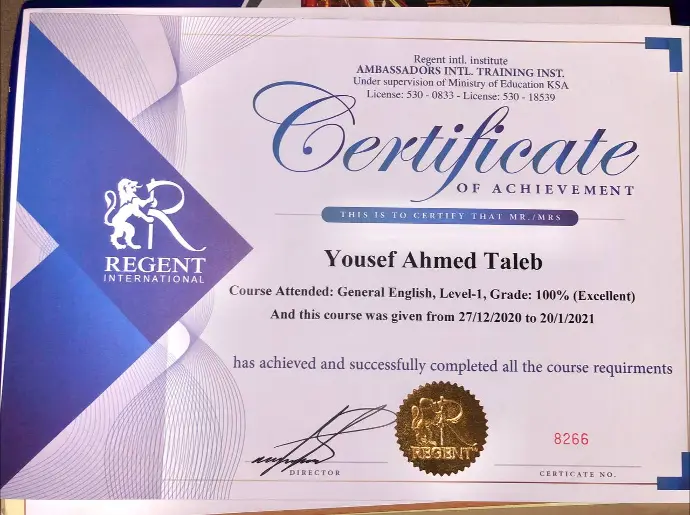 Regent intl. institute
AMBASSADORS INTL. TRAINING INST.
Under supervision of Ministry of Education KSA
License: 530 - 0833 - License: 530 - 18539
Certificate
OF ACHIEVEMENT
THIS IS TO CERTIFY THAT MR./MRS
R
REGENT
INTERNATIONAL
Yousef Ahmed Taleb
Course Attended: General English, Level-1, Grade: 100% (Excellent)
And this course was given from 27/12/2020 to 20/1/2021
has achieved and successfully completed all the course requirments
R
REGENT
8266
DIRECTOR
CERTICATE NO.